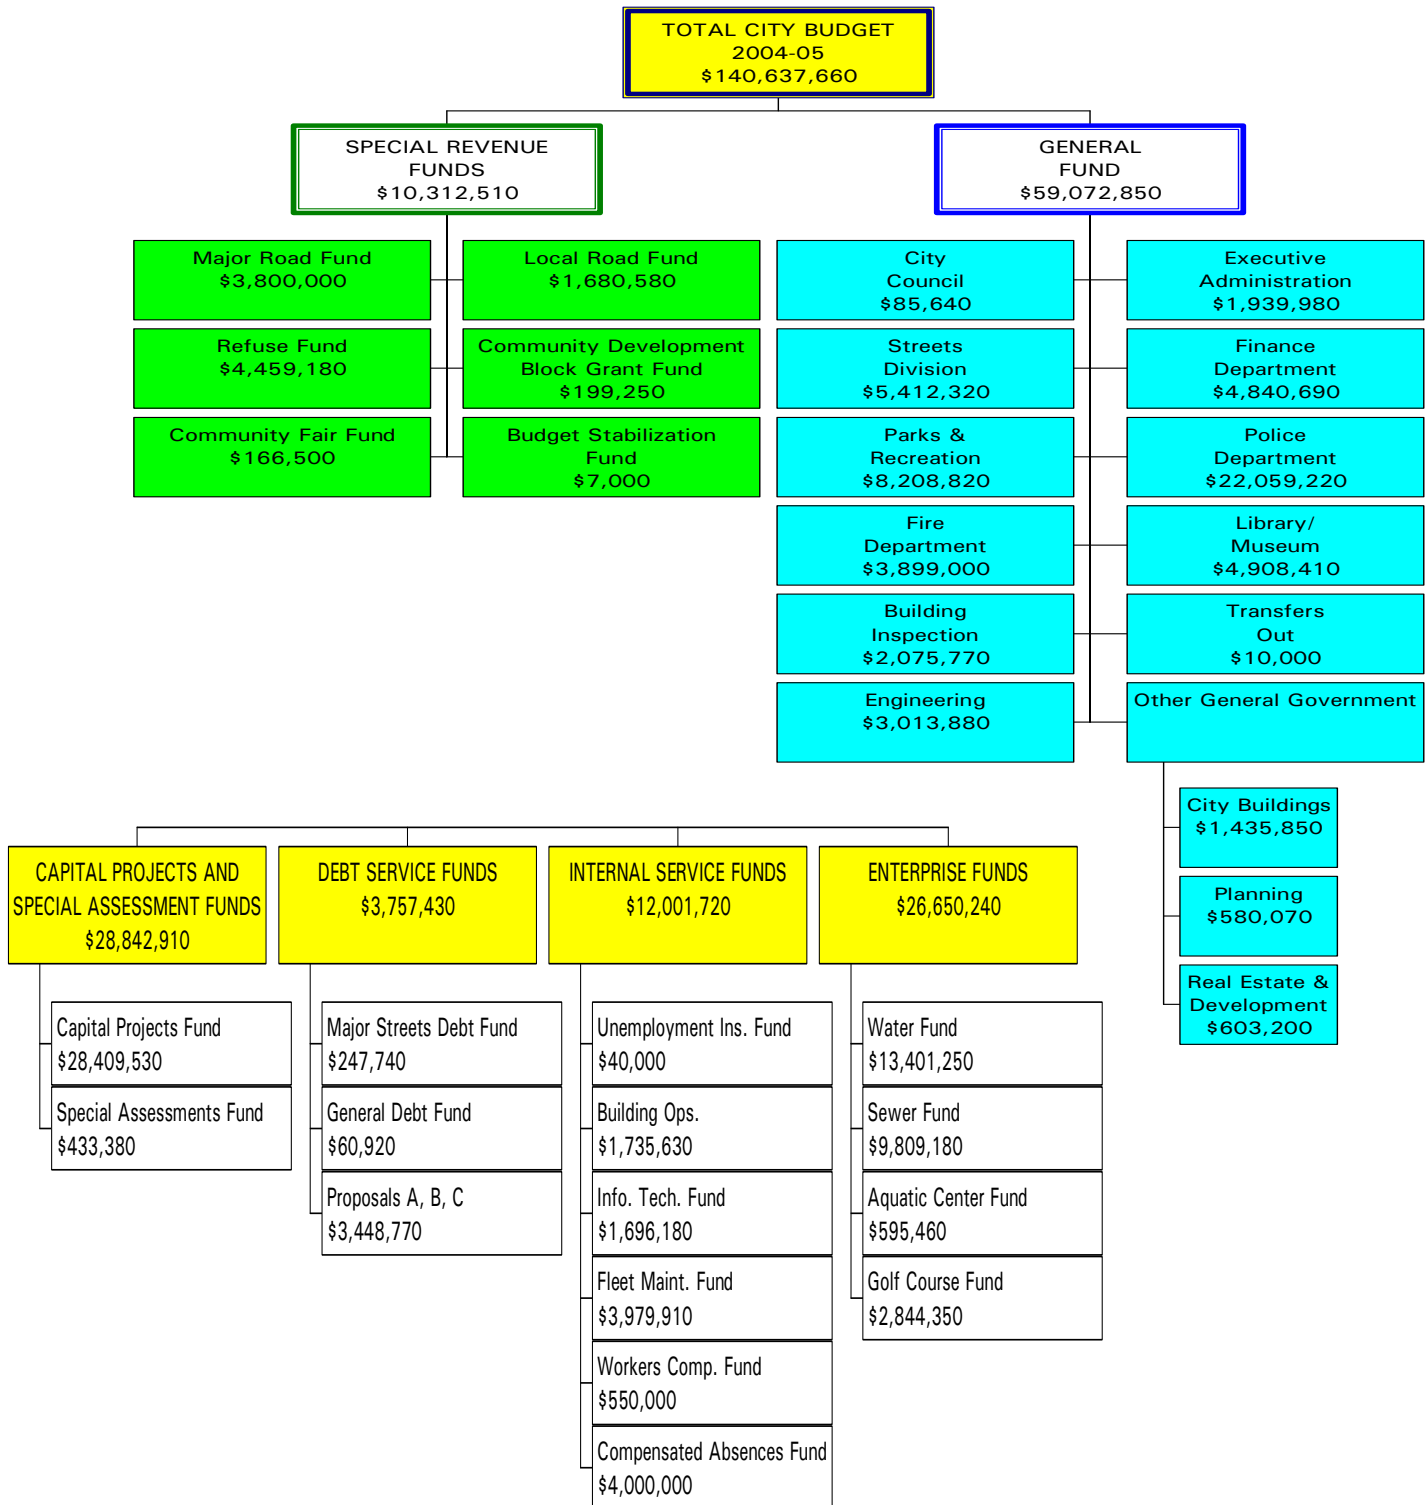 TOTAL CITY BUDGET
2004-05
$140,637,660
SPECIAL REVENUE
FUNDS
$10,312,510
GENERAL
FUND
$59,072,850
Major Road Fund
$3,800,000
Local Road Fund
$1,680,580
City
Council
$85,640
Executive
Administration
$1,939,980
Refuse Fund
$4,459,180
Community Development
Block Grant Fund
$199,250
Streets
Division
$5,412,320
Finance
Department
$4,840,690
Community Fair Fund
$166,500
Budget Stabilization
Fund
$7,000
Parks &
Recreation
$8,208,820
Police
Department
$22,059,220
Fire
Department
$3,899,000
Library/
Museum
$4,908,410
Building
Inspection
$2,075,770
Transfers
Out
$10,000
Engineering
$3,013,880
Other General Government
City Buildings
$1,435,850
Planning
$580,070
Real Estate &
Development
$603,200
CAPITAL PROJECTS AND
SPECIAL ASSESSMENT FUNDS
$28,842,910
DEBT SERVICE FUNDS
$3,757,430
INTERNAL SERVICE FUNDS
$12,001,720
ENTERPRISE FUNDS
$26,650,240
Capital Projects Fund
$28,409,530
Special Assessments Fund
$433,380
Major Streets Debt Fund
$247,740
General Debt Fund
$60,920
Proposals A, B, C
$3,448,770
Unemployment Ins. Fund
$40,000
Building Ops.
$1,735,630
Info. Tech. Fund
$1,696,180
Fleet Maint. Fund
$3,979,910
Workers Comp. Fund
$550,000
Compensated Absences Fund
$4,000,000
Water Fund
$13,401,250
Sewer Fund
$9,809,180
Aquatic Center Fund
$595,460
Golf Course Fund
$2,844,350